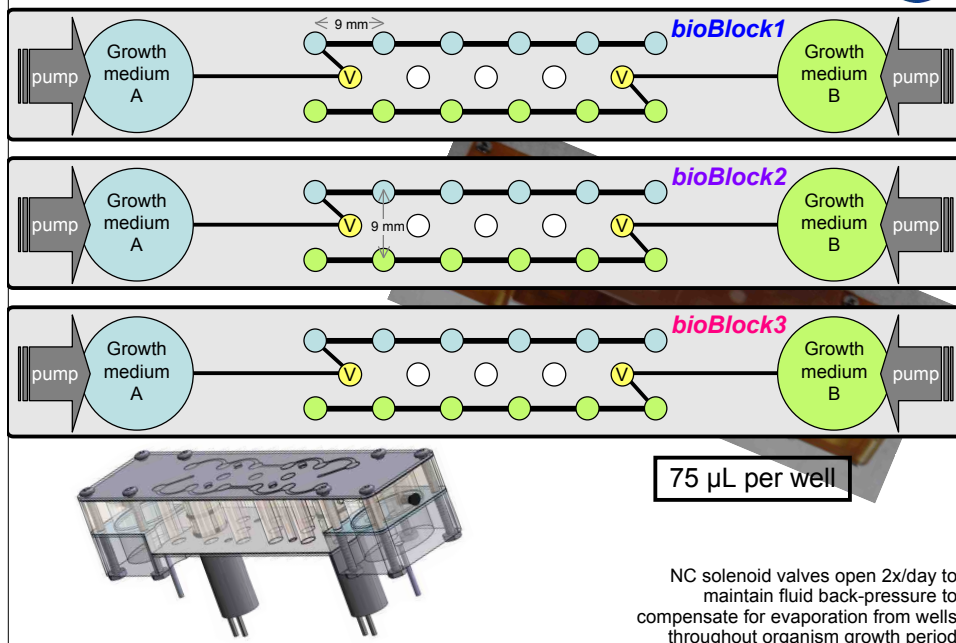 9 mm
bioBlock1
pump
Growth
medium
A
V
V
Growth
medium
B
pump
bioBlock2
pump
Growth
medium
A
V
9 mm
V
Growth
medium
B
pump
bioBlock3
pump
Growth
medium
A
V
V
Growth
medium
B
pump
75 µL per well
NC solenoid valves open 2x/day to
maintain fluid back-pressure to
compensate for evaporation from wells
throughout organism growth period